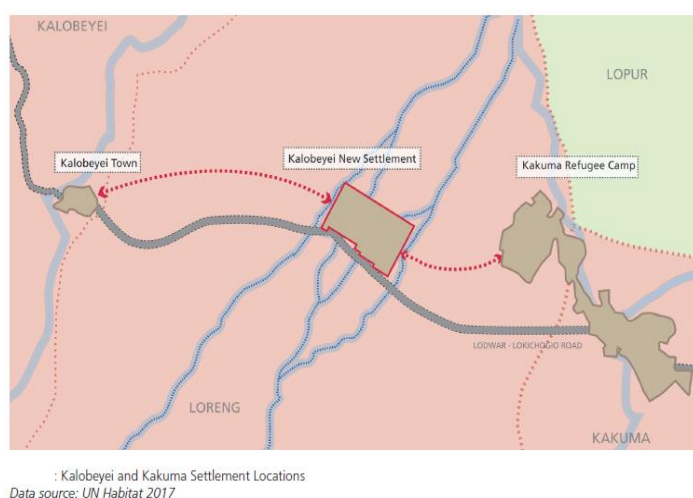 KALOBEYEI
LOPUR
Kalobeyei Town
Kalobeyei New Settlement
Kakuma Refugee Camp
LODWAR - LOKICHOGIO ROAD
LORENG
KAKUMA
: Kalobeyei and Kakuma Settlement Locations
Data source: UN Habitat 2017